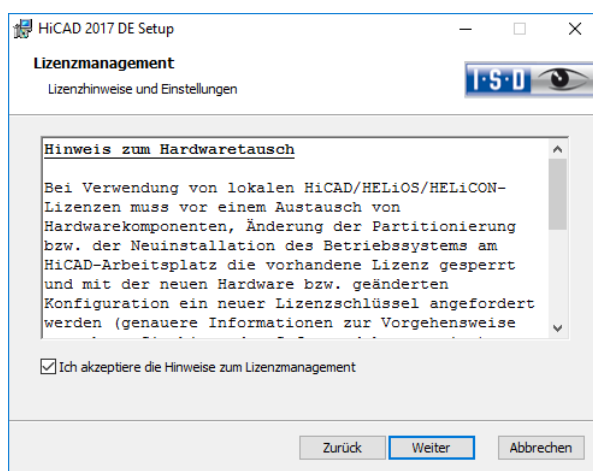 HiCAD 2017 DE Setup
Lizenzmanagement
Lizenzhinweise und Einstellungen
I·S·D
Hinweis zum Hardwaretausch
Bei Verwendung von lokalen HiCAD/HELiOS/HELiCON-
Lizenzen muss vor einem Austausch von
Hardwarekomponenten, Änderung der Partitionierung
bzw. der Neuinstallation des Betriebssystems am
HiCAD-Arbeitsplatz die vorhandene Lizenz gesperrt
und mit der neuen Hardware bzw. geänderten
Konfiguration ein neuer Lizenzschlüssel angefordert
werden (genauere Informationen zur Vorgehensweise
Ich akzeptiere die Hinweise zum Lizenzmanagement
Zurück Weiter Abbrechen